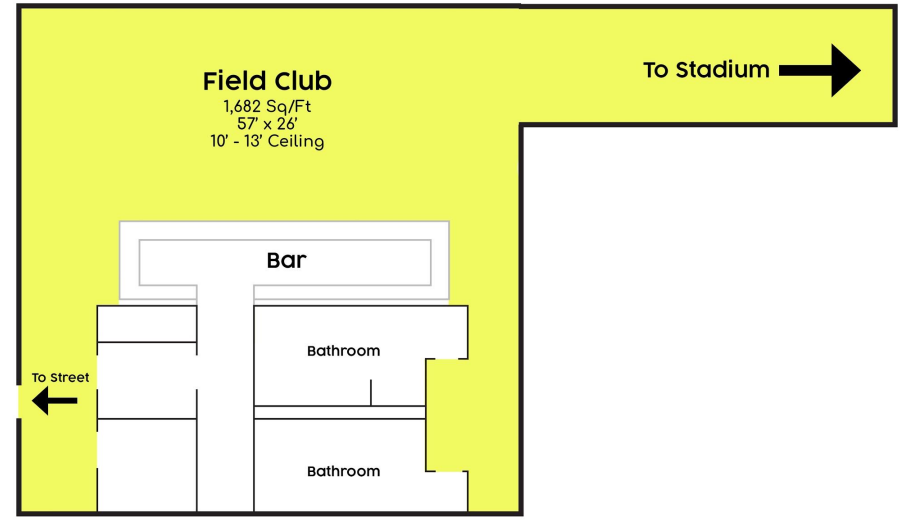 Field Club
1,682 Sq/Ft
57' x 26'
10' - 13' Ceiling
To Stadium
Bar
Bathroom
To Street
Bathroom